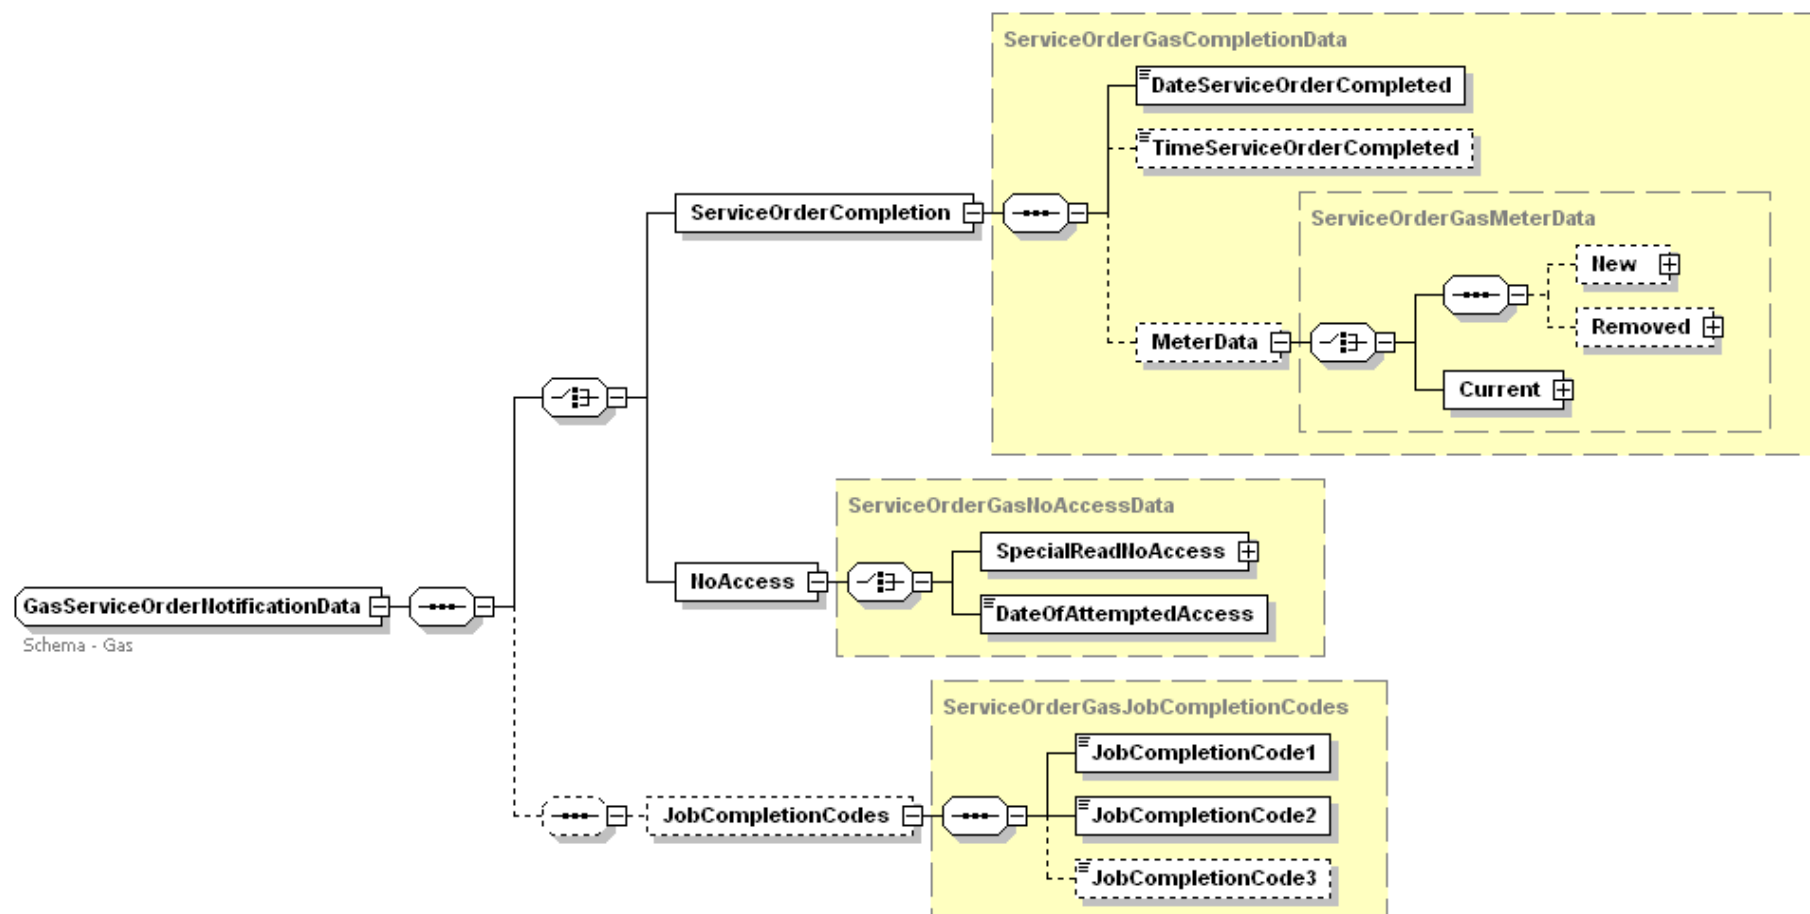 ServiceOrderGasCompletionData
DateServiceOrderCompleted
TimeServiceOrderCompleted
ServiceOrderCompletion
ServiceOrderGasMeterData
New
Removed
MeterData
Current
ServiceOrderGasNoAccessData
SpecialReadNoAccess
NoAccess
DateOfAttemptedAccess
GasServiceOrderNotificationData
Schema - Gas
ServiceOrderGasJobCompletionCodes
JobCompletionCode1
JobCompletionCodes
JobCompletionCode2
JobCompletionCode3